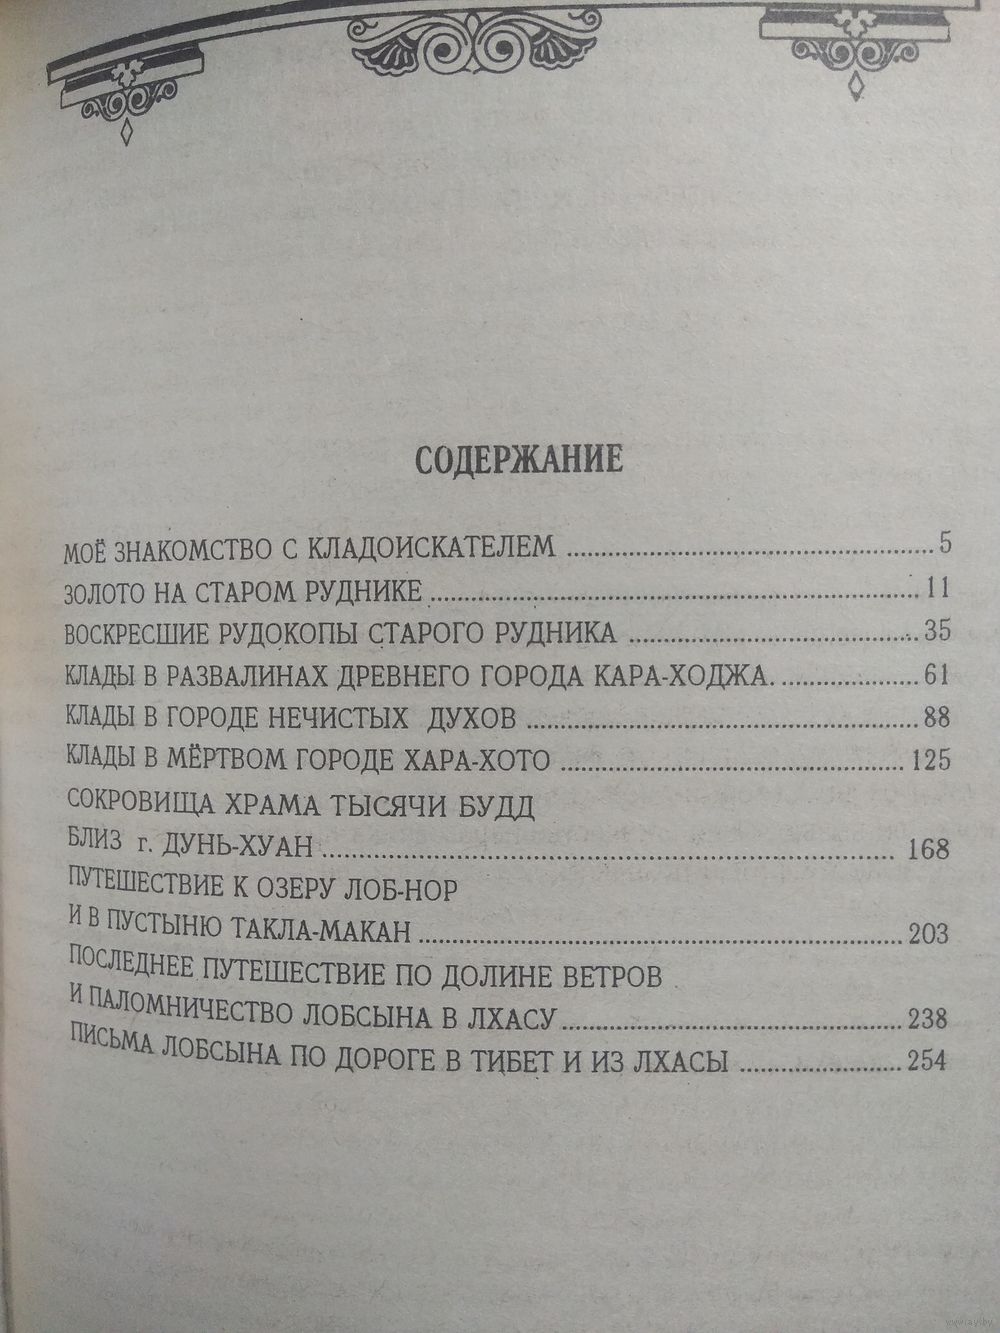 СОДЕРЖАНИЕ
МОЁ ЗНАКОМСТВО С КЛАДОИСКАТЕЛЕМ ........ 5
ЗОЛОТО НА СТАРОМ РУДНИКЕ ........ 11
ВОСКРЕСШИЕ РУДОКОПЫ СТАРОГО РУДНИКА ........ 35
КЛАДЫ В РАЗВАЛИНАХ ДРЕВНЕГО ГОРОДА КАРА-ХОДЖА. ........ 61
КЛАДЫ В ГОРОДЕ НЕЧИСТЫХ ДУХОВ ........ 88
КЛАДЫ В МЁРТВОМ ГОРОДЕ ХАРА-ХОТО ........ 125
СОКРОВИЩА ХРАМА ТЫСЯЧИ БУДД
БЛИЗ г. ДУНЬ-ХУАН ........ 168
ПУТЕШЕСТВИЕ К ОЗЕРУ ЛОБ-НОР
И В ПУСТЫНЮ ТАКЛА-МАКАН ........ 203
ПОСЛЕДНЕЕ ПУТЕШЕСТВИЕ ПО ДОЛИНЕ ВЕТРОВ
И ПАЛОМНИЧЕСТВО ЛОБСЫНА В ЛХАСУ ........ 238
ПИСЬМА ЛОБСЫНА ПО ДОРОГЕ В ТИБЕТ И ИЗ ЛХАСЫ ........ 254